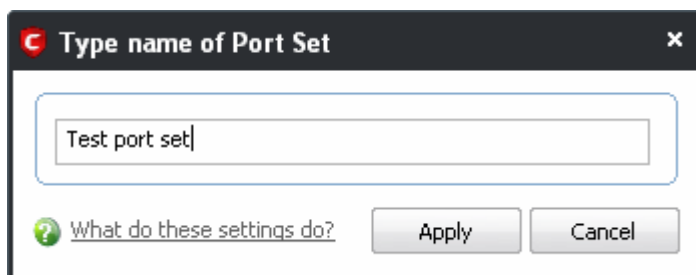 Type name of Port Set
Test port set
What do these settings do?
Apply
Cancel